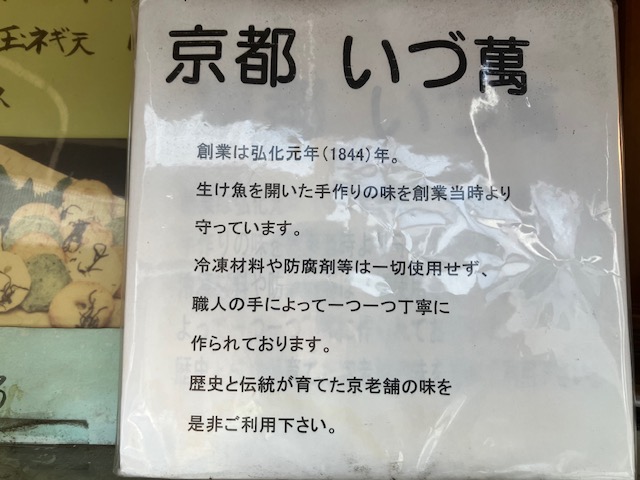 玉ネギ天
京都 いづ萬
創業は弘化元年(1844)年。
生け魚を開いた手作りの味を創業当時より
守っています。
冷凍材料や防腐剤等は一切使用せず、
職人の手によって一つ一つ丁寧に
作られております。
歴史と伝統が育てた京老舗の味を
是非ご利用下さい。